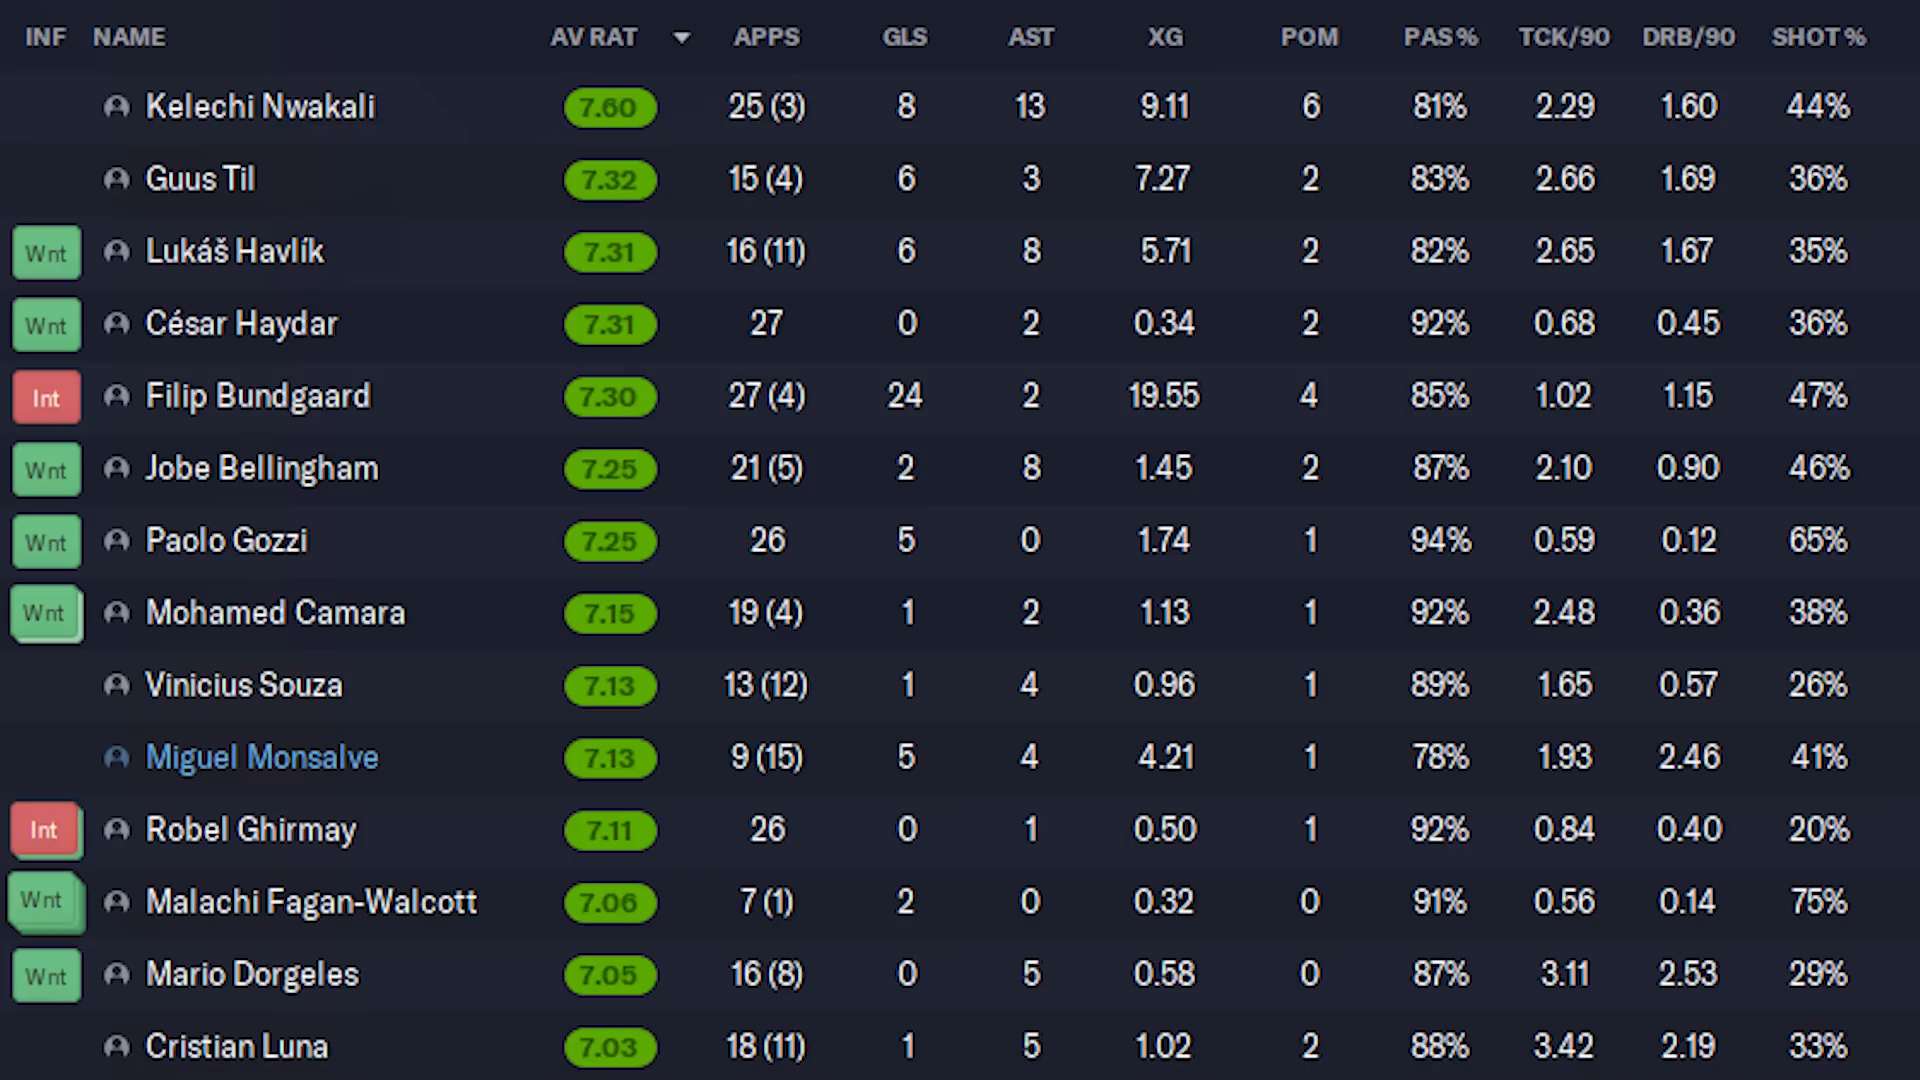 INF NAME AV RAT APPS GLS AST XG POM PAS% TCK/90 DRB/90 SHOT%
Kelechi Nwakali 7.60 25 (3) 8 13 9.11 6 81% 2.29 1.60 44%
Guus Til 7.32 15 (4) 6 3 7.27 2 83% 2.66 1.69 36%
Wnt Lukáš Havlík 7.31 16 (11) 6 8 5.71 2 82% 2.65 1.67 35%
Wnt César Haydar 7.31 27 0 2 0.34 2 92% 0.68 0.45 36%
Int Filip Bundgaard 7.30 27 (4) 24 2 19.55 4 85% 1.02 1.15 47%
Wnt Jobe Bellingham 7.25 21 (5) 2 8 1.45 2 87% 2.10 0.90 46%
Wnt Paolo Gozzi 7.25 26 5 0 1.74 1 94% 0.59 0.12 65%
Wnt Mohamed Camara 7.15 19 (4) 1 2 1.13 1 92% 2.48 0.36 38%
Vinicius Souza 7.13 13 (12) 1 4 0.96 1 89% 1.65 0.57 26%
Miguel Monsalve 7.13 9 (15) 5 4 4.21 1 78% 1.93 2.46 41%
Int Robel Ghirmay 7.11 26 0 1 0.50 1 92% 0.84 0.40 20%
Wnt Malachi Fagan-Walcott 7.06 7 (1) 2 0 0.32 0 91% 0.56 0.14 75%
Wnt Mario Dorgeles 7.05 16 (8) 0 5 0.58 0 87% 3.11 2.53 29%
Cristian Luna 7.03 18 (11) 1 5 1.02 2 88% 3.42 2.19 33%